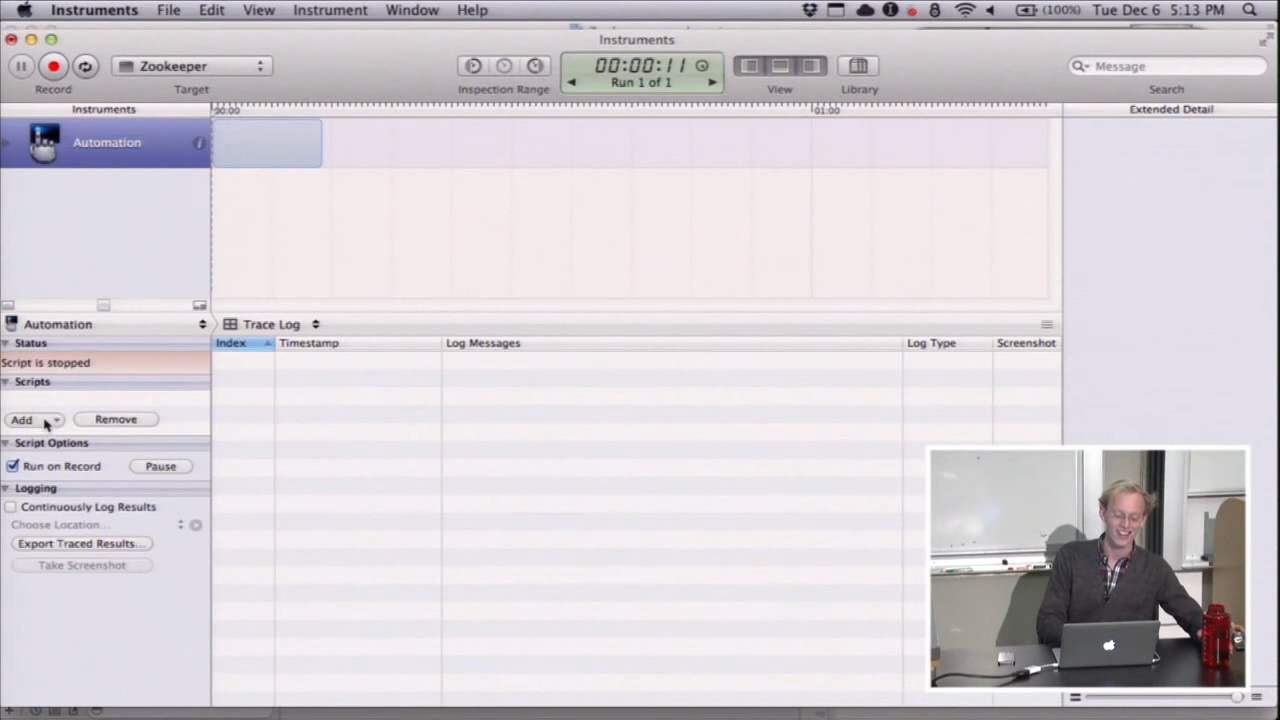 Instruments File Edit View Instrument Window Help (100%) Tue Dec 6 5:13 PM
Instruments
Zookeeper 00:00:11 Message
Run 1 of 1
Record Target Inspection Range View Library Search
Instruments 00:00 01:00 Extended Detail
Automation
Automation Trace Log
Status Index Timestamp Log Messages Log Type Screenshot
Script is stopped
Scripts
Add Remove
Script Options
Run on Record Pause
Logging
Continuously Log Results
Choose Location...
Export Traced Results...
Take Screenshot